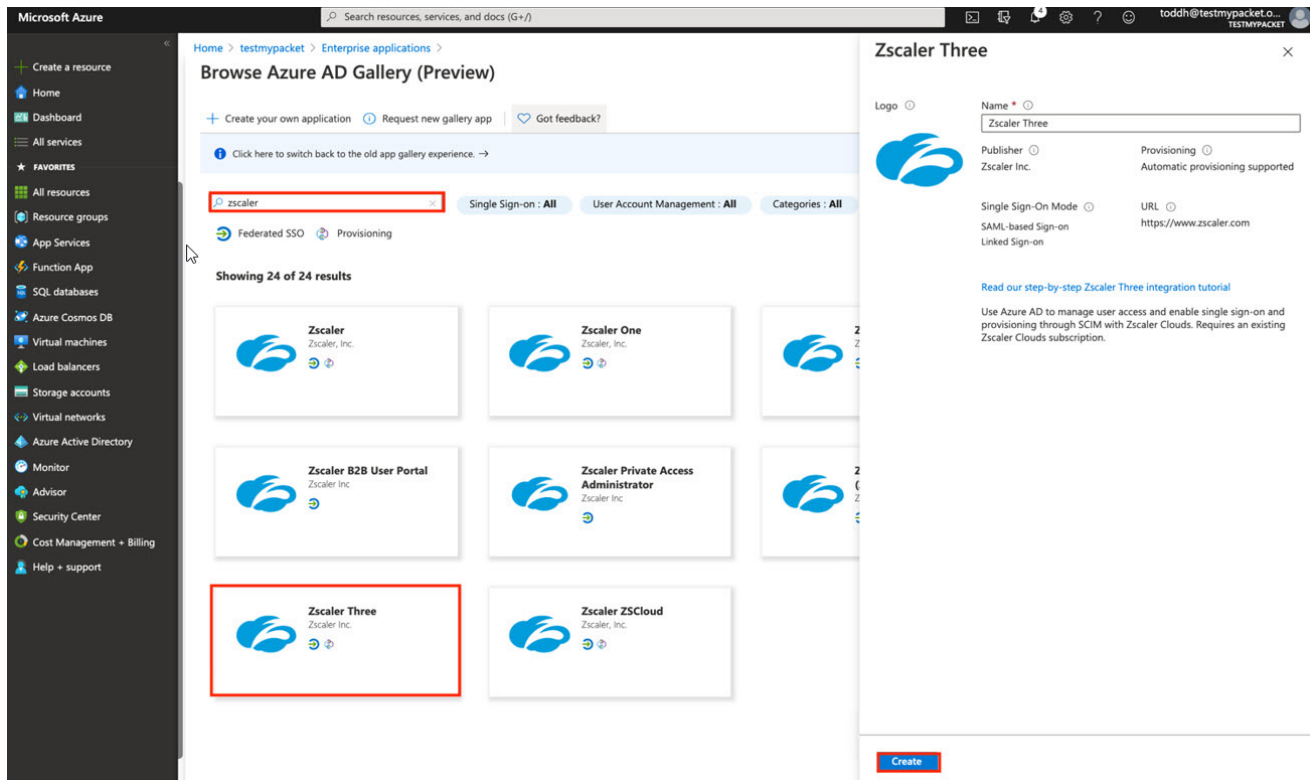 Microsoft Azure
Search resources, services, and docs (G+/)
4
toddh@testmypacket.o...
TESTMYPACKET
«
Create a resource
Home
Dashboard
All services
FAVORITES
All resources
Resource groups
App Services
Function App
SQL databases
Azure Cosmos DB
Virtual machines
Load balancers
Storage accounts
Virtual networks
Azure Active Directory
Monitor
Advisor
Security Center
Cost Management + Billing
Help + support
Home > testmypacket > Enterprise applications >
Browse Azure AD Gallery (Preview)
Create your own application Request new gallery app Got feedback?
Click here to switch back to the old app gallery experience. →
zscaler
Single Sign-on : All User Account Management : All Categories : All
Federated SSO Provisioning
Showing 24 of 24 results
Zscaler
Zscaler, Inc.
Zscaler One
Zscaler, Inc.
Zscaler B2B User Portal
Zscaler Inc
Zscaler Private Access
Administrator
Zscaler Inc
Zscaler Three
Zscaler Inc.
Zscaler ZSCloud
Zscaler, Inc.
Zscaler Three
Logo
Name *
Zscaler Three
Publisher
Zscaler Inc.
Provisioning
Automatic provisioning supported
Single Sign-On Mode
SAML-based Sign-on
Linked Sign-on
URL
https://www.zscaler.com
Read our step-by-step Zscaler Three integration tutorial
Use Azure AD to manage user access and enable single sign-on and
provisioning through SCIM with Zscaler Clouds. Requires an existing
Zscaler Clouds subscription.
Create